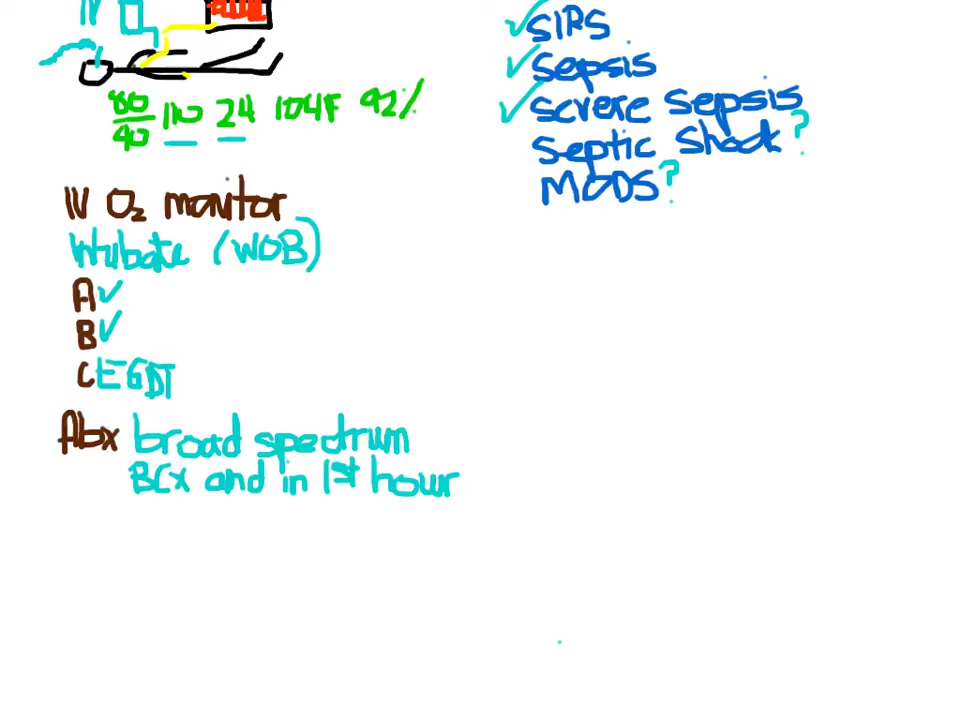 IV
80/40 110 24 104F 92%
IV O2 monitor
Intubate (WOB)
A✓
B✓
C EGDT
Abx broad spectrum
BCx and in 1st hour
✓ SIRS
✓ Sepsis
✓ severe sepsis
septic shock ?
MODS ?